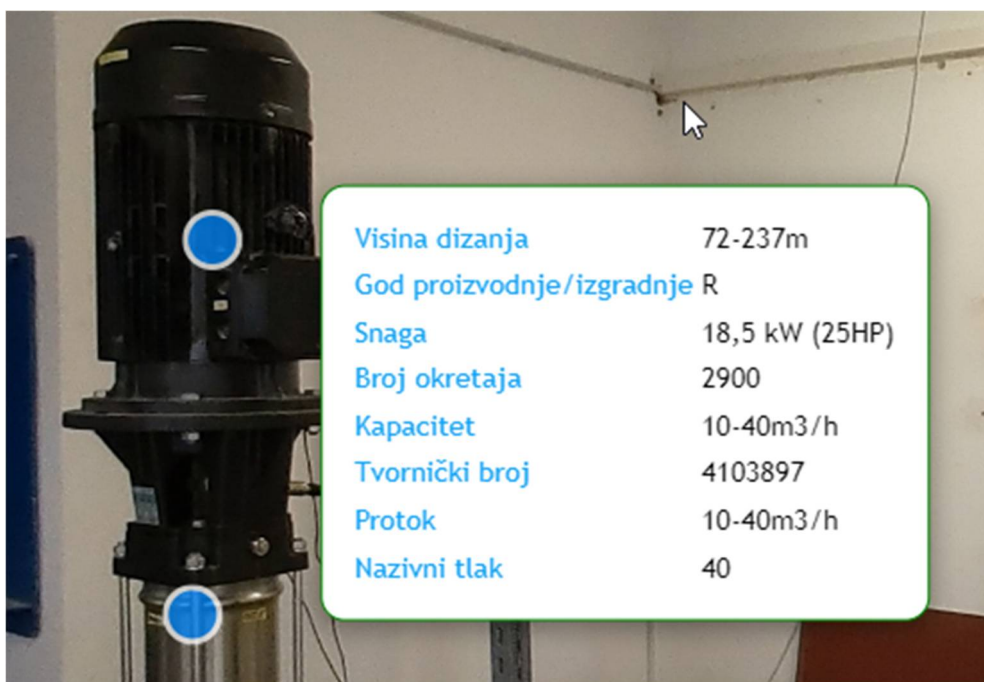 Visina dizanja 72-237m
God proizvodnje/izgradnje R
Snaga 18,5 kW (25HP)
Broj okretaja 2900
Kapacitet 10-40m3/h
Tvornički broj 4103897
Protok 10-40m3/h
Nazivni tlak 40